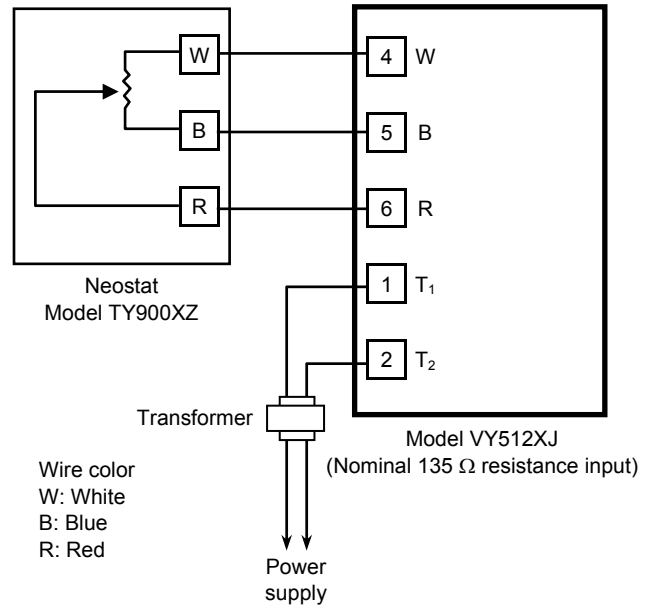 W
4 W
B
5 B
R
6 R
Neostat
Model TY900XZ
1 T₁
2 T₂
Transformer
Model VY512XJ
(Nominal 135 Ω resistance input)
Wire color
W: White
B: Blue
R: Red
Power
supply